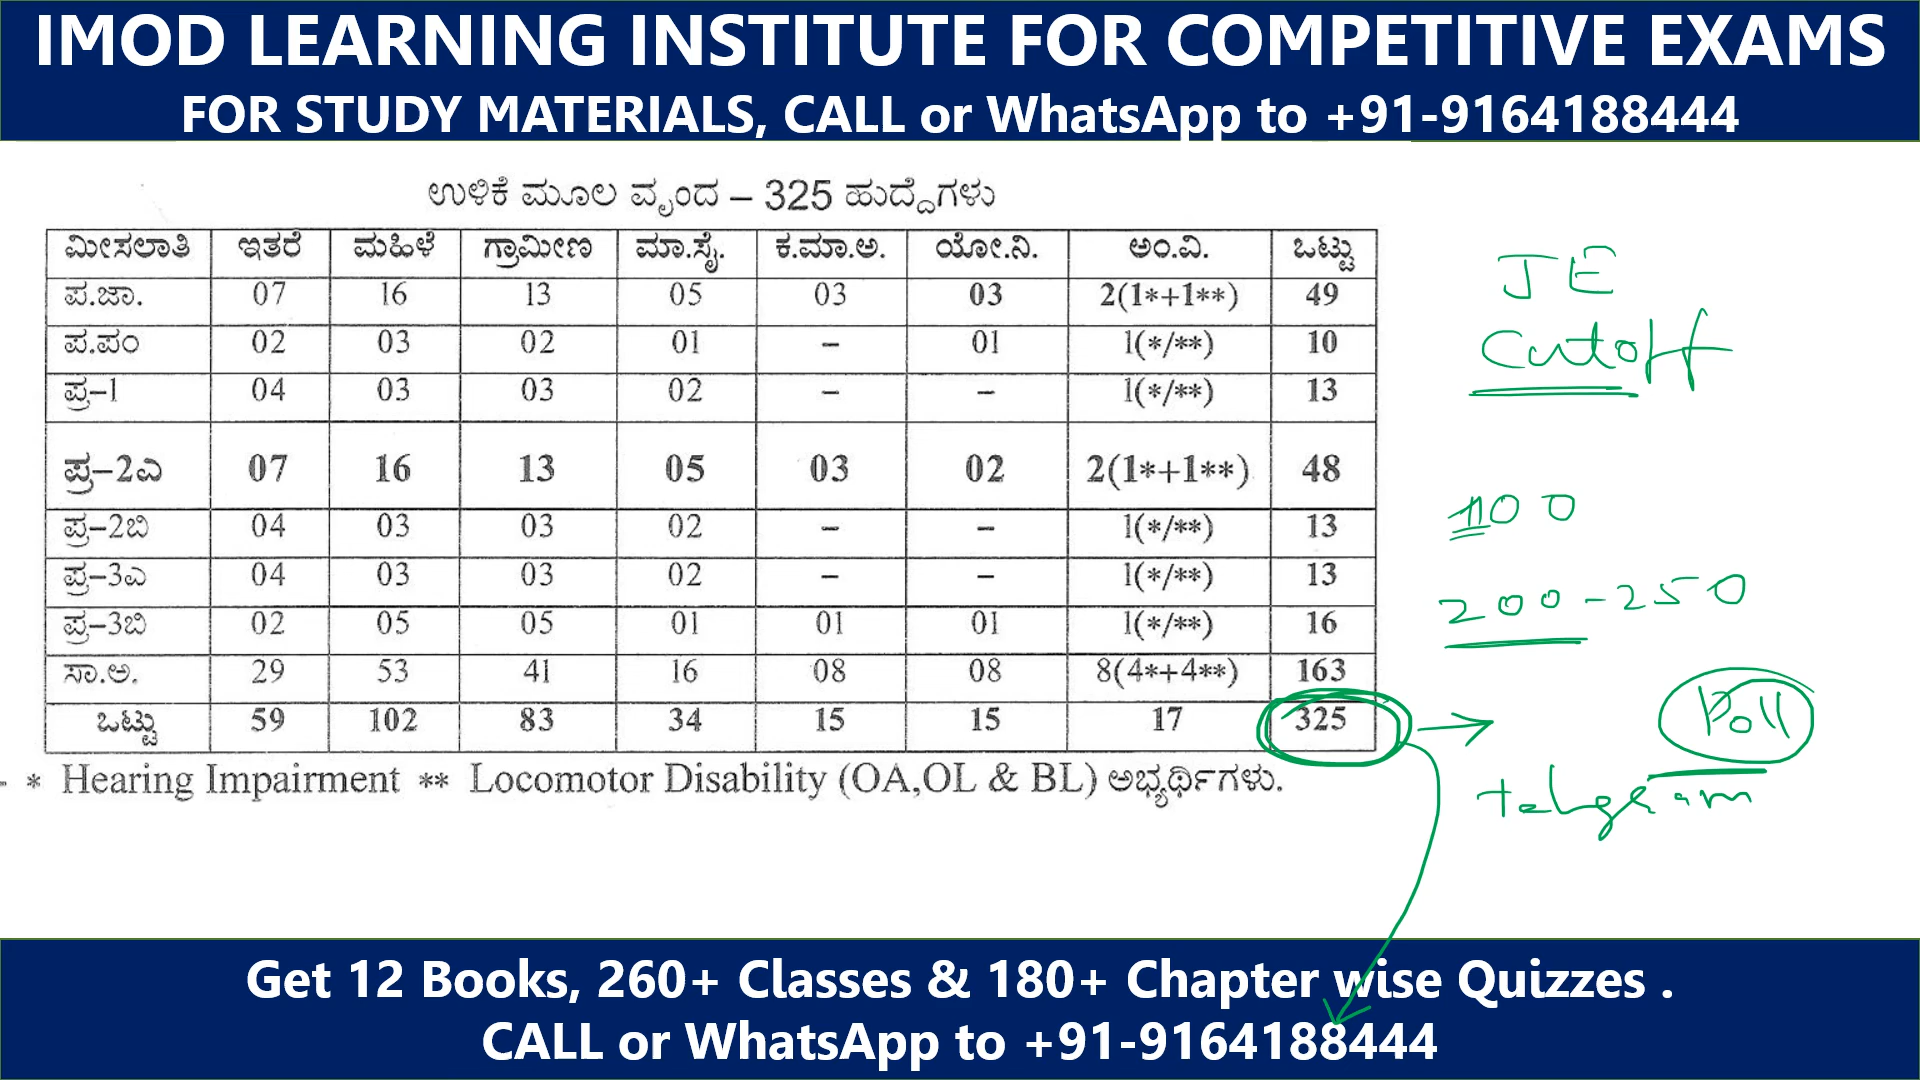 IMOD LEARNING INSTITUTE FOR COMPETITIVE EXAMS
FOR STUDY MATERIALS, CALL or WhatsApp to +91-9164188444
ಉಳಿಕೆ ಮೂಲ ವೃಂದ – 325 ಹುದ್ದೆಗಳು
ಮೀಸಲಾತಿ ಇತರೆ ಮಹಿಳೆ ಗ್ರಾಮೀಣ ಮಾ.ಸೈ. ಕ.ಮಾ.ಅ. ಯೋ.ನಿ. ಅಂ.ವಿ. ಒಟ್ಟು
ಪ.ಜಾ. 07 16 13 05 03 03 2(1*+1**) 49
ಪ.ಪಂ 02 03 02 01 – 01 1(*/**) 10
ಪ್ರ–1 04 03 03 02 – – 1(*/**) 13
ಪ್ರ–2ಎ 07 16 13 05 03 02 2(1*+1**) 48
ಪ್ರ–2ಬಿ 04 03 03 02 – – 1(*/**) 13
ಪ್ರ–3ಎ 04 03 03 02 – – 1(*/**) 13
ಪ್ರ–3ಬಿ 02 05 05 01 01 01 1(*/**) 16
ಸಾ.ಅ. 29 53 41 16 08 08 8(4*+4**) 163
ಒಟ್ಟು 59 102 83 34 15 15 17 325
- * Hearing Impairment ** Locomotor Disability (OA,OL & BL) ಅಭ್ಯರ್ಥಿಗಳು.
JE
Cutoff
100
200-250
Poll
telegram
Get 12 Books, 260+ Classes & 180+ Chapter wise Quizzes .
CALL or WhatsApp to +91-9164188444